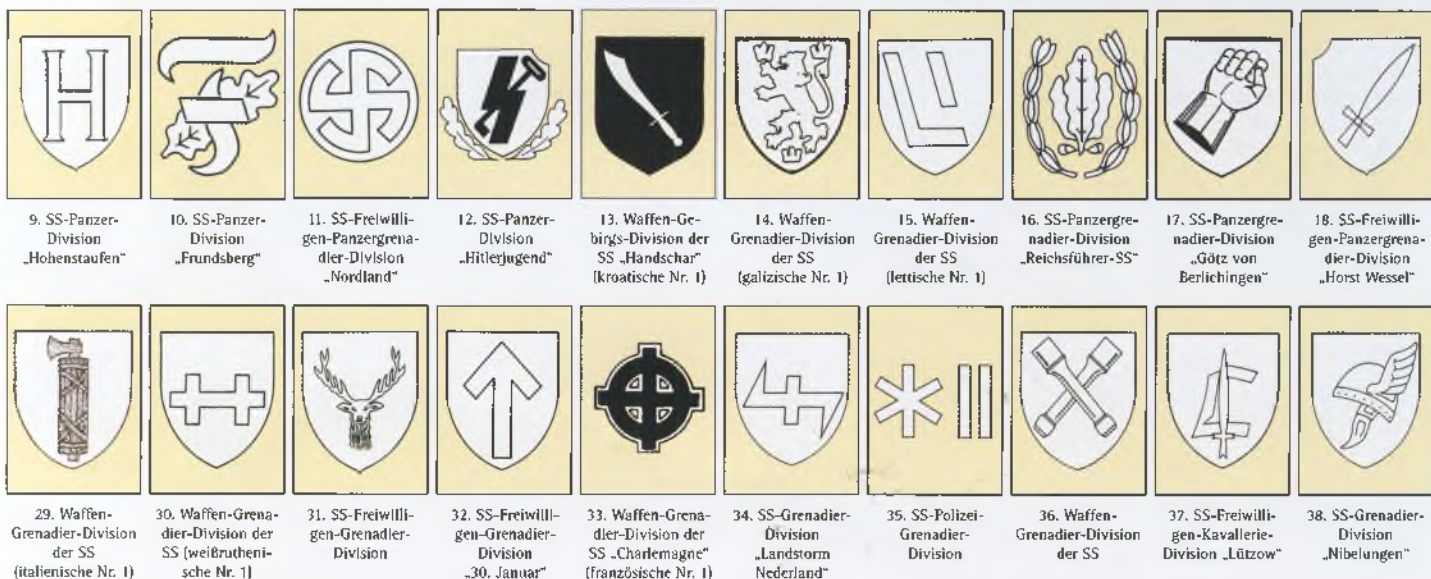 9. SS-Panzer-
Division
„Hohenstaufen“
10. SS-Panzer-
Division
„Frundsberg“
11. SS-Freiwilli-
gen-Panzergrena-
dier-Division
„Nordland“
12. SS-Panzer-
Division
„Hitlerjugend“
13. Waffen-Ge-
birgs-Division der
SS „Handschar“
(kroatische Nr. 1)
14. Waffen-
Grenadier-Division
der SS
(galizische Nr. 1)
15. Waffen-
Grenadier-Division
der SS
(lettische Nr. 1)
16. SS-Panzergre-
nadier-Division
„Reichsführer-SS“
17. SS-Panzergre-
nadier-Division
„Götz von
Berlichingen“
18. SS-Freiwilli-
gen-Panzergrena-
dier-Division
„Horst Wessel“
29. Waffen-
Grenadier-Division
der SS
(italienische Nr. 1)
30. Waffen-Grena-
dier-Division der
SS (weißrutheni-
sche Nr. 1)
31. SS-Freiwilli-
gen-Grenadier-
Division
32. SS-Freiwilli-
gen-Grenadier-
Division
„30. Januar“
33. Waffen-Grena-
dier-Division der
SS „Charlemagne“
(französische Nr. 1)
34. SS-Grenadier-
Division
„Landstorm
Nederland“
35. SS-Polizei-
Grenadier-
Division
36. Waffen-
Grenadier-Division
der SS
37. SS-Freiwilli-
gen-Kavallerie-
Division „Lützow“
38. SS-Grenadier-
Division
„Nibelungen“